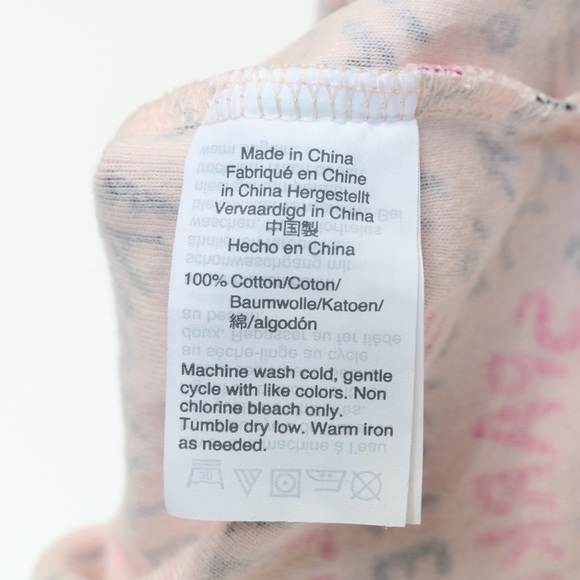 Made in China
Fabriqué en Chine
in China Hergestellt
Vervaardigd in China
中国製
Hecho en China
100% Cotton/Coton/
Baumwolle/Katoen/
綿/algodón
Machine wash cold, gentle
cycle with like colors. Non
chlorine bleach only.
Tumble dry low. Warm iron
as needed.
30